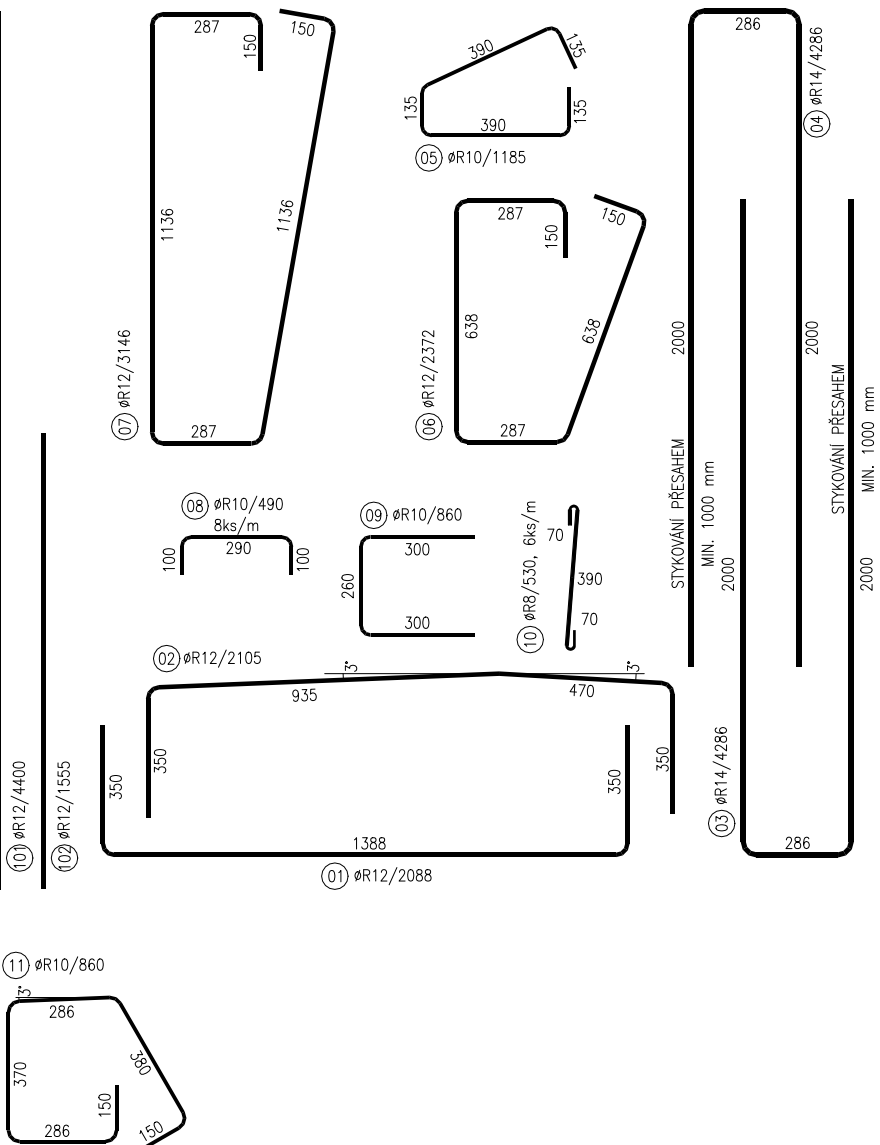 287
150
150
1136
1136
287
07 øR12/3146
390
135
135
135
390
05 øR10/1185
287
150
150
638
638
287
06 øR12/2372
286
04 øR14/4286
2000
2000
STYKOVÁNÍ PŘESAHEM
MIN. 1000 mm
2000
STYKOVÁNÍ PŘESAHEM
MIN. 1000 mm
2000
03 øR14/4286
286
08 øR10/490
8ks/m
290
100
100
09 øR10/860
300
260
300
10 øR8/530, 6ks/m
70
390
70
02 øR12/2105
3°
3°
935
470
350
350
350
350
1388
01 øR12/2088
101 øR12/4400
102 øR12/1555
11 øR10/860
3°
286
370
380
150
286
150